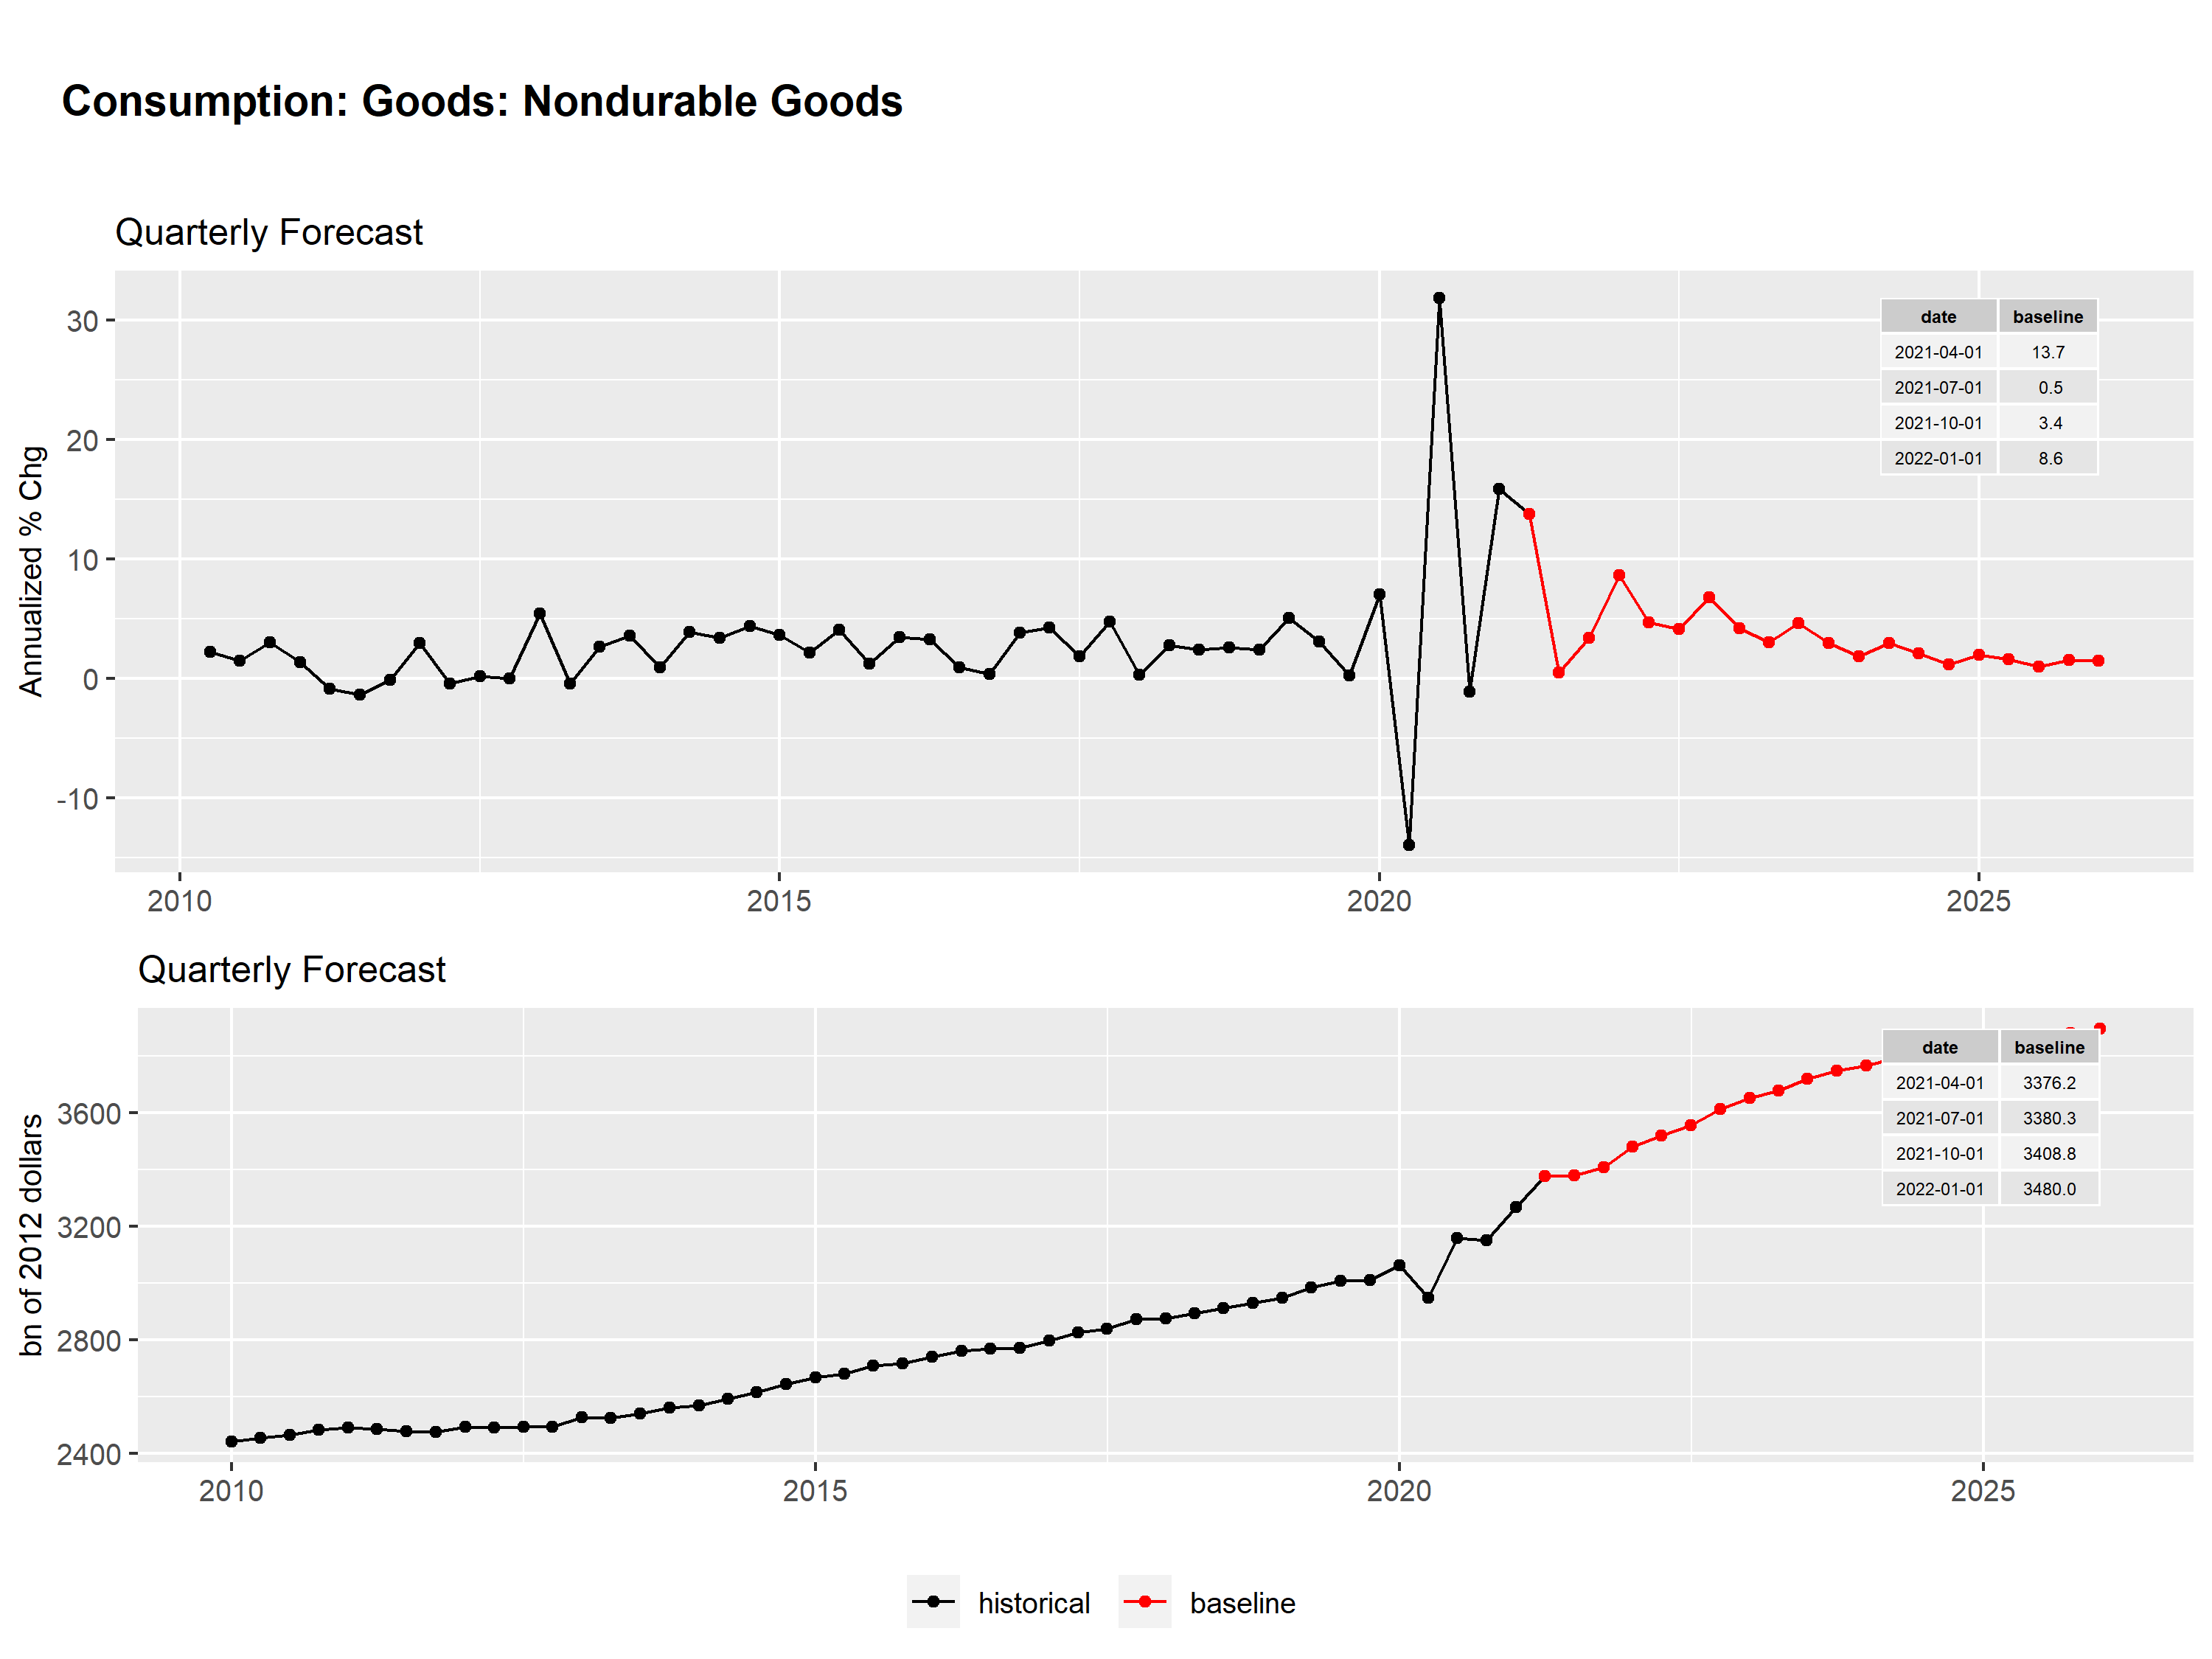 Consumption: Goods: Nondurable Goods
Quarterly Forecast
Annualized % Chg
30
20
10
0
-10
date baseline
2021-04-01 13.7
2021-07-01 0.5
2021-10-01 3.4
2022-01-01 8.6
2010 2015 2020 2025
Quarterly Forecast
bn of 2012 dollars
3600
3200
2800
2400
date baseline
2021-04-01 3376.2
2021-07-01 3380.3
2021-10-01 3408.8
2022-01-01 3480.0
2010 2015 2020 2025
historical baseline